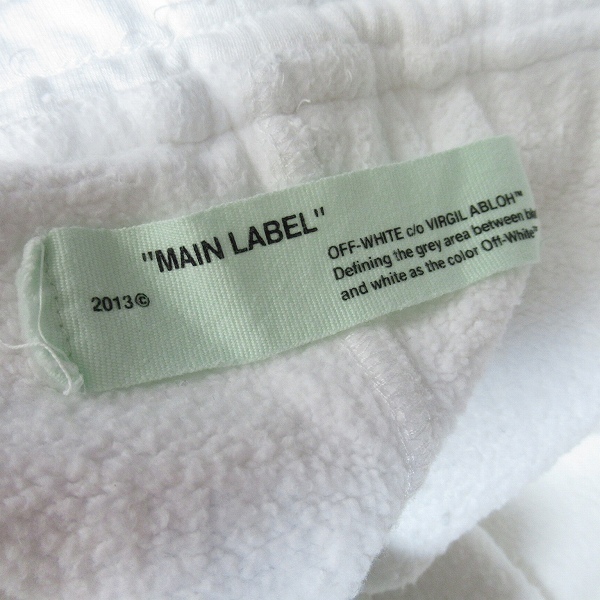 "MAIN LABEL"
2013©
OFF-WHITE c/o VIRGIL ABLOH™
Defining the grey area between
and white as the color Off-White™